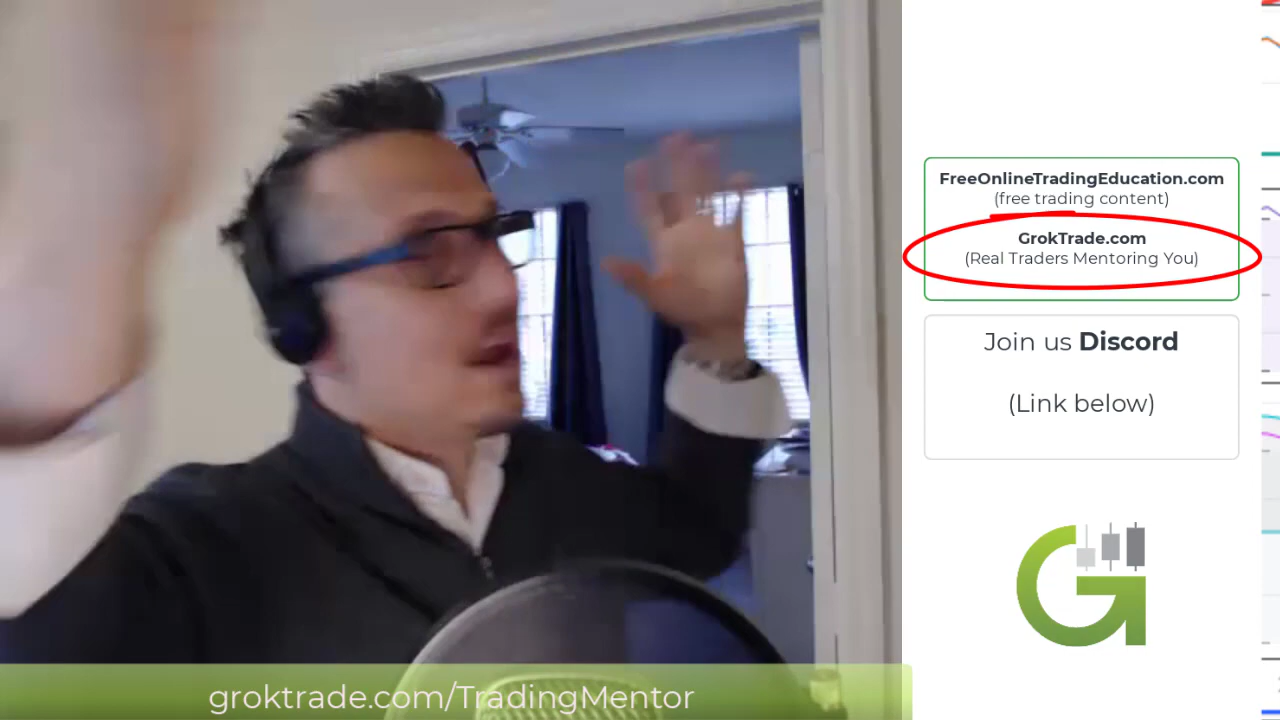 FreeOnlineTradingEducation.com
(free trading content)
GrokTrade.com
(Real Traders Mentoring You)
Join us Discord
(Link below)
groktrade.com/TradingMentor